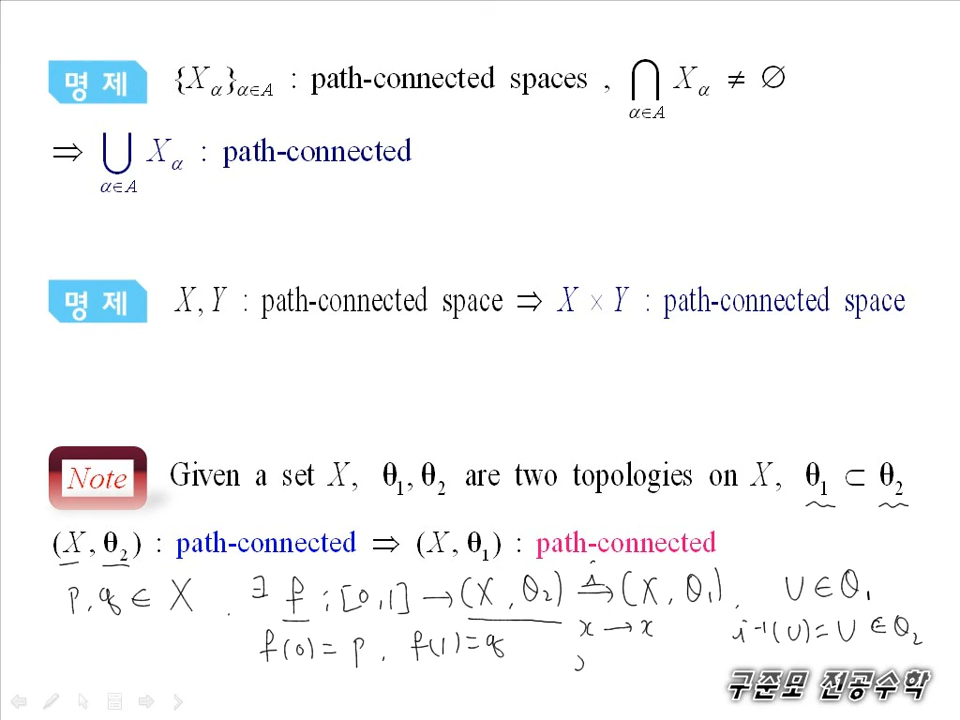 명 제 {X_α}_{α∈A} : path-connected spaces , ⋂_{α∈A} X_α ≠ ∅
⇒ ⋃_{α∈A} X_α : path-connected
명 제 X, Y : path-connected space ⇒ X × Y : path-connected space
Note Given a set X, θ₁, θ₂ are two topologies on X, θ₁ ⊂ θ₂
(X, θ₂) : path-connected ⇒ (X, θ₁) : path-connected
p, q ∈ X . ∃ f ; [0,1] → (X, θ₂) i→ (X, θ₁), U ∈ θ₁
f(0) = p, f(1) = q x → x i⁻¹(U) = U ∈ θ₂
구준모 전공수학